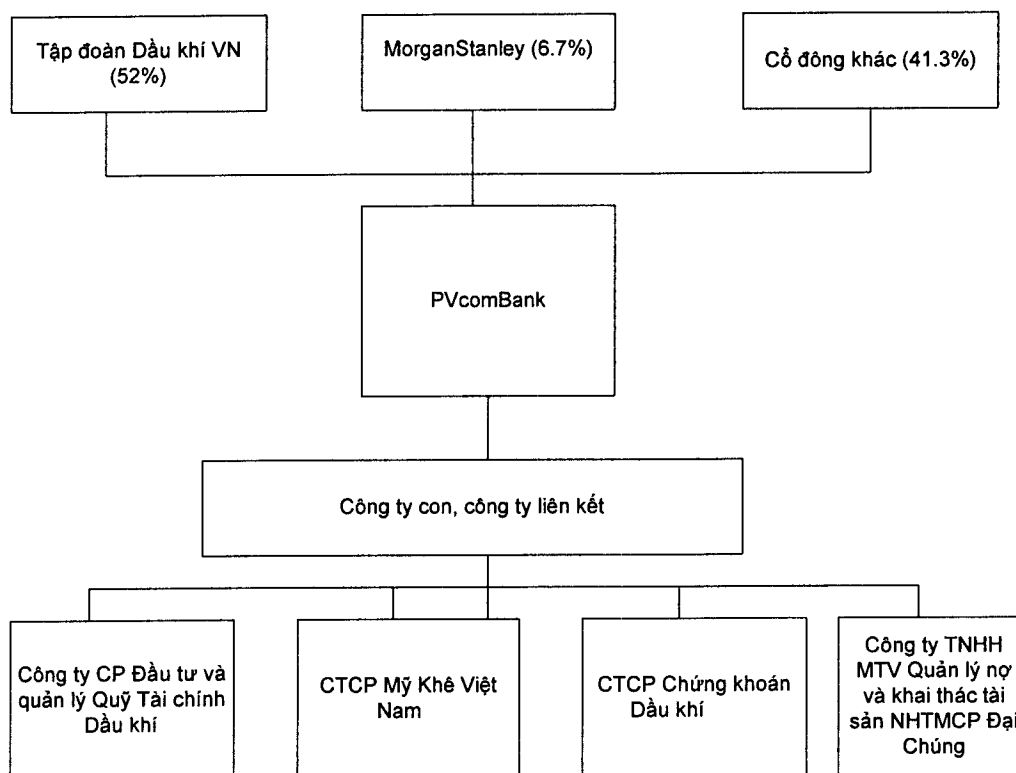 Tập đoàn Dầu khí VN
(52%)
MorganStanley (6.7%)
Cổ đông khác (41.3%)
PVcomBank
Công ty con, công ty liên kết
Công ty CP Đầu tư và
quản lý Quỹ Tài chính
Dầu khí
CTCP Mỹ Khê Việt
Nam
CTCP Chứng khoán
Dầu khí
Công ty TNHH
MTV Quản lý nợ
và khai thác tài
sản NHTMCP Đại
Chúng